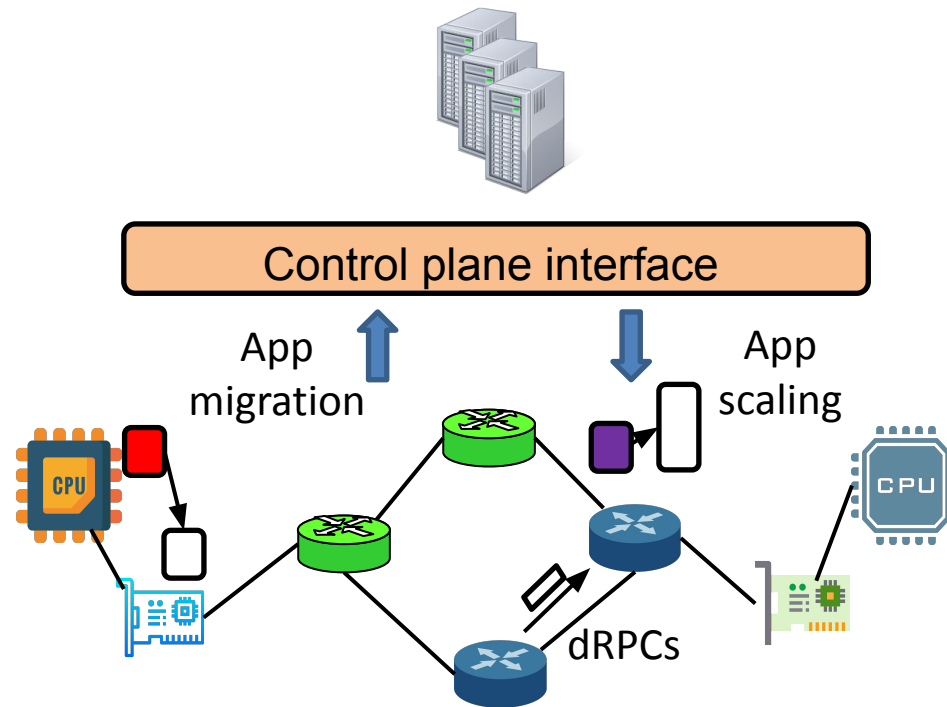 Control plane interface
App
migration
App
scaling
CPU
CPU
dRPCs